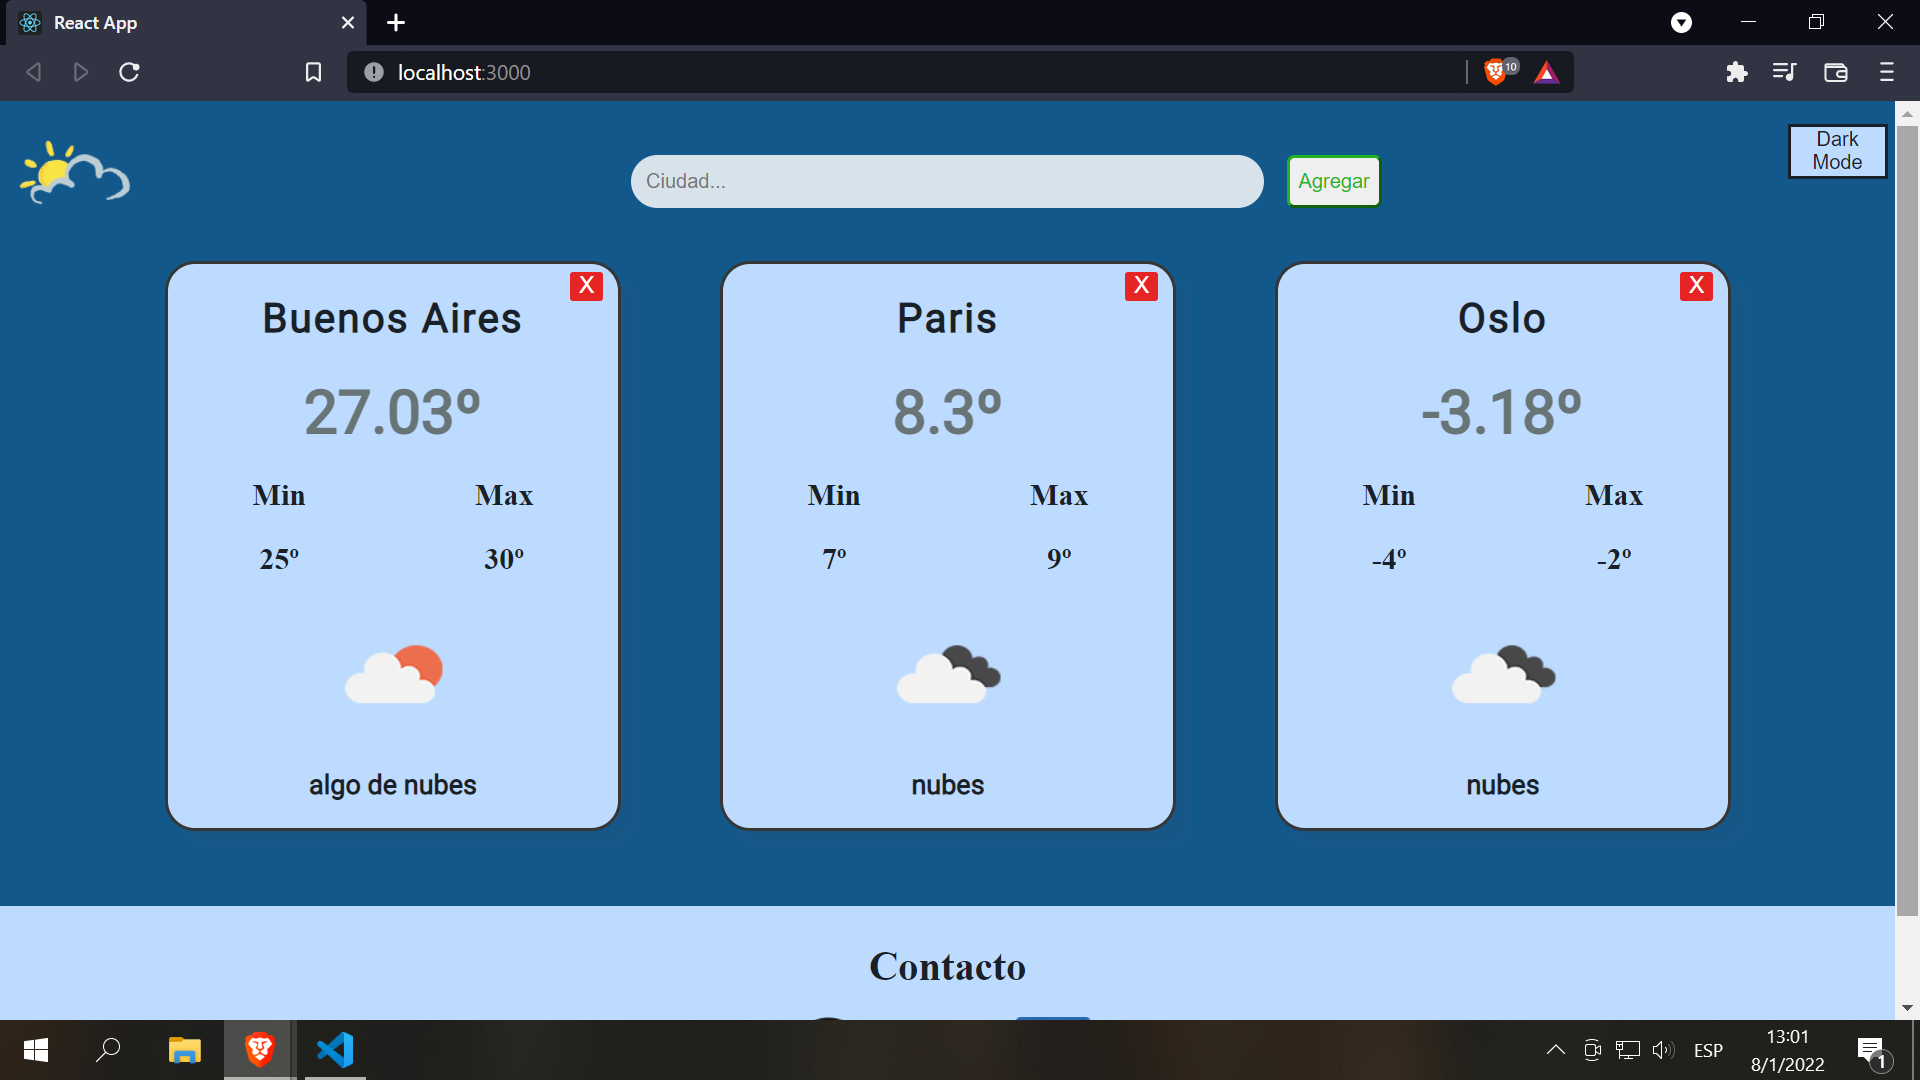 React App
localhost:3000
10
Dark
Mode
Ciudad...
Agregar
X
Buenos Aires
27.03º
Min Max
25º 30º
algo de nubes
X
Paris
8.3º
Min Max
7º 9º
nubes
X
Oslo
-3.18º
Min Max
-4º -2º
nubes
Contacto
ESP
13:01
8/1/2022
1